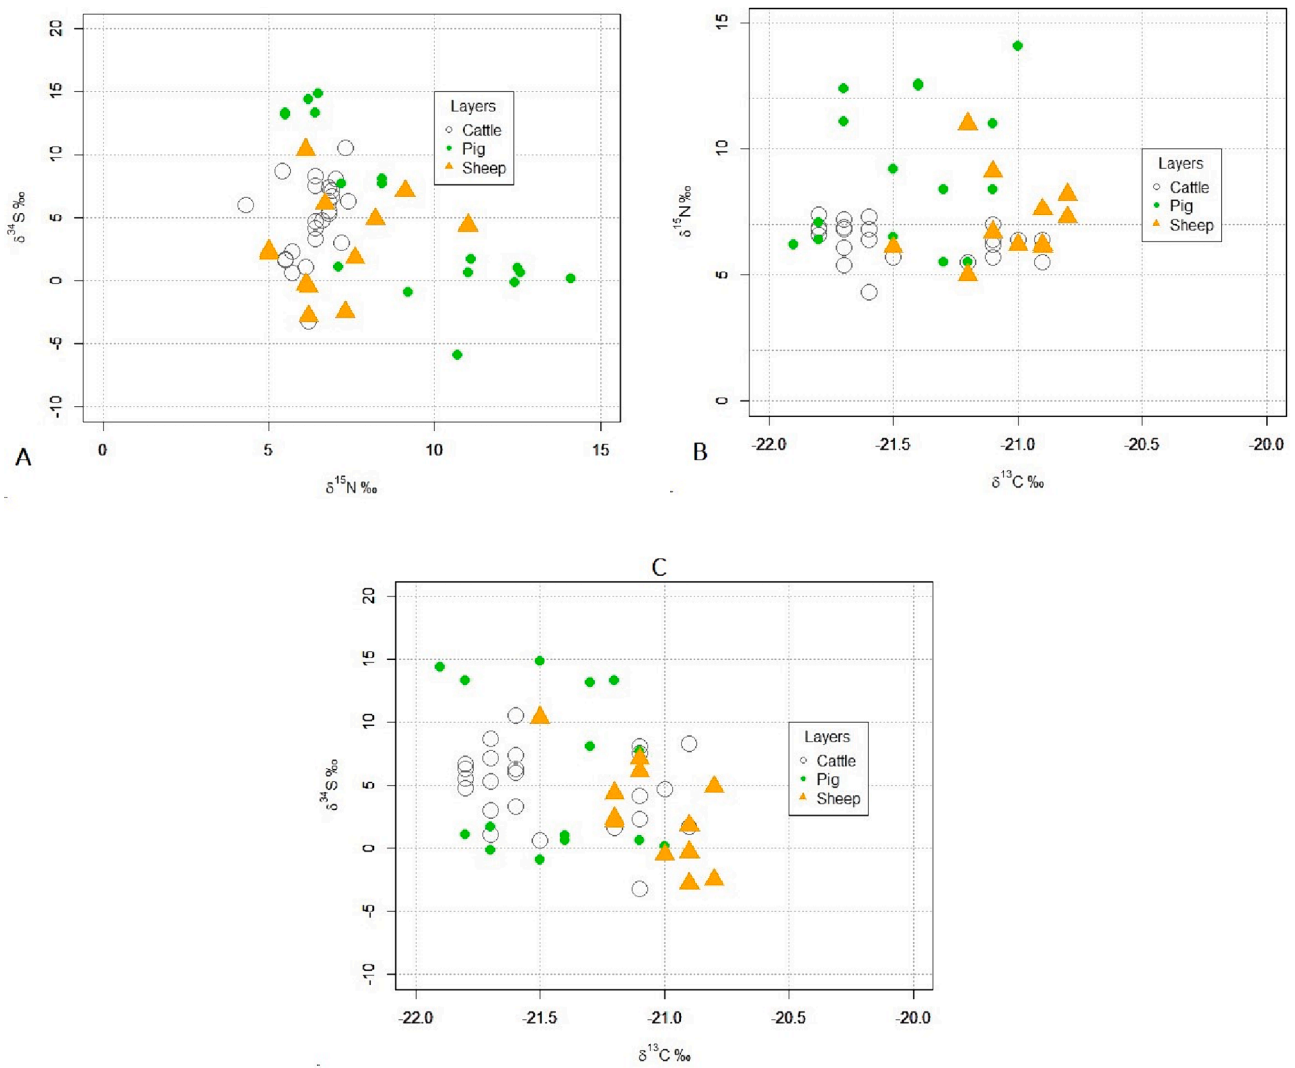 20
15
10
5
0
-5
-10
δ34S ‰
Layers
Cattle
Pig
Sheep
0 5 10 15
δ15N ‰
A
15
10
5
0
δ15N ‰
Layers
Cattle
Pig
Sheep
-22.0 -21.5 -21.0 -20.5 -20.0
δ13C ‰
B
C
20
15
10
5
0
-5
-10
δ34S ‰
Layers
Cattle
Pig
Sheep
-22.0 -21.5 -21.0 -20.5 -20.0
δ13C ‰